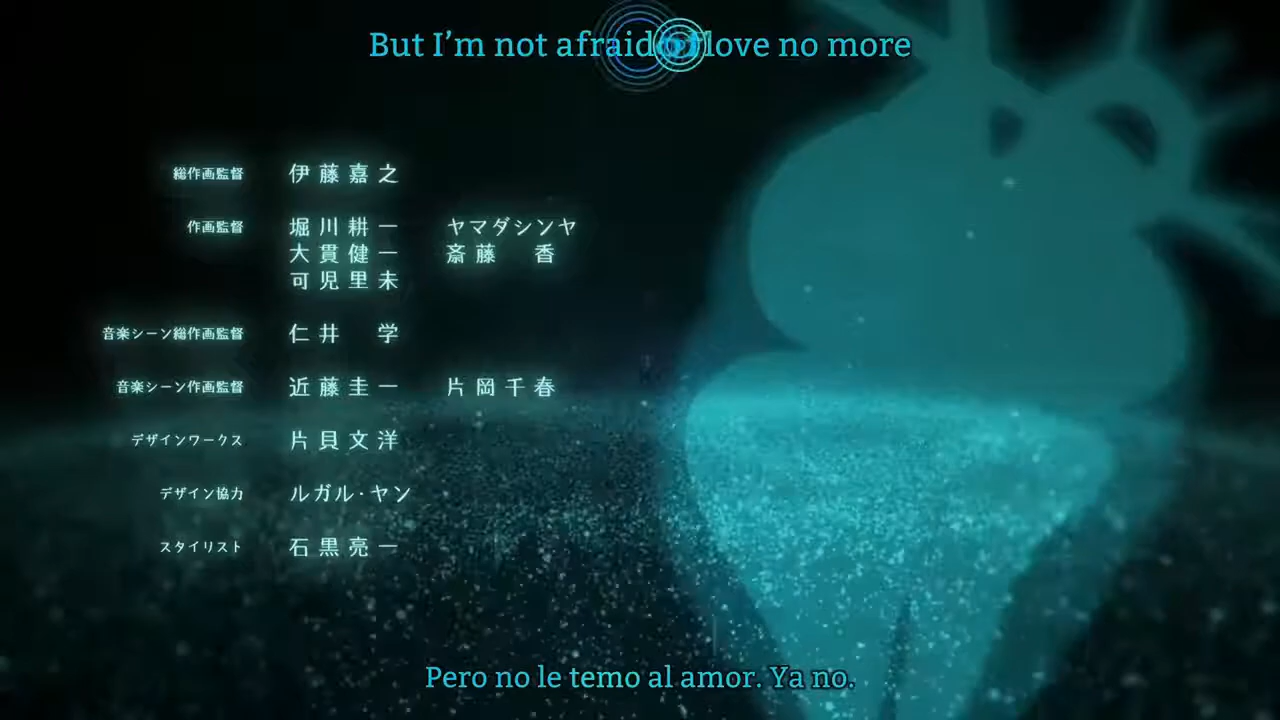 But I'm not afraid of love no more
総作画監督 伊藤嘉之
作画監督 堀川耕一 ヤマダシンヤ
大貫健一 斎藤 香
可児里未
音楽シーン総作画監督 仁井 学
音楽シーン作画監督 近藤圭一 片岡千春
デザインワークス 片貝文洋
デザイン協力 ルガル・ヤン
スタイリスト 石黒亮一
Pero no le temo al amor. Ya no.